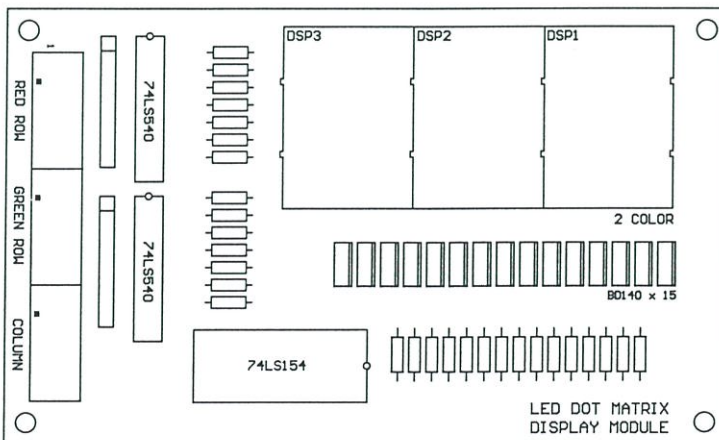 DSP3
DSP2
DSP1
1
RED ROW
74LS540
2 COLOR
GREEN ROW
74LS540
BD140 x 15
COLUMN
74LS154
LED DOT MATRIX
DISPLAY MODULE